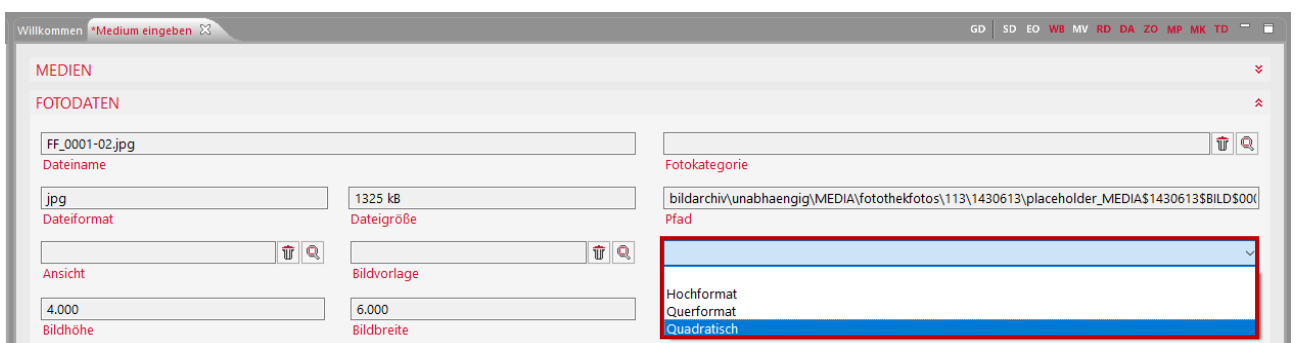 Willkommen *Medium eingeben GD SD EO WB MV RD DA ZO MP MK TD
MEDIEN
FOTODATEN
FF_0001-02.jpg
Dateiname Fotokategorie
jpg 1325 kB bildarchiv\unabhaengig\MEDIA\fotothekfotos\113\1430613\placeholder_MEDIA$1430613$BILD$000
Dateiformat Dateigröße Pfad
Ansicht Bildvorlage
Hochformat
4.000 6.000 Querformat
Bildhöhe Bildbreite Quadratisch